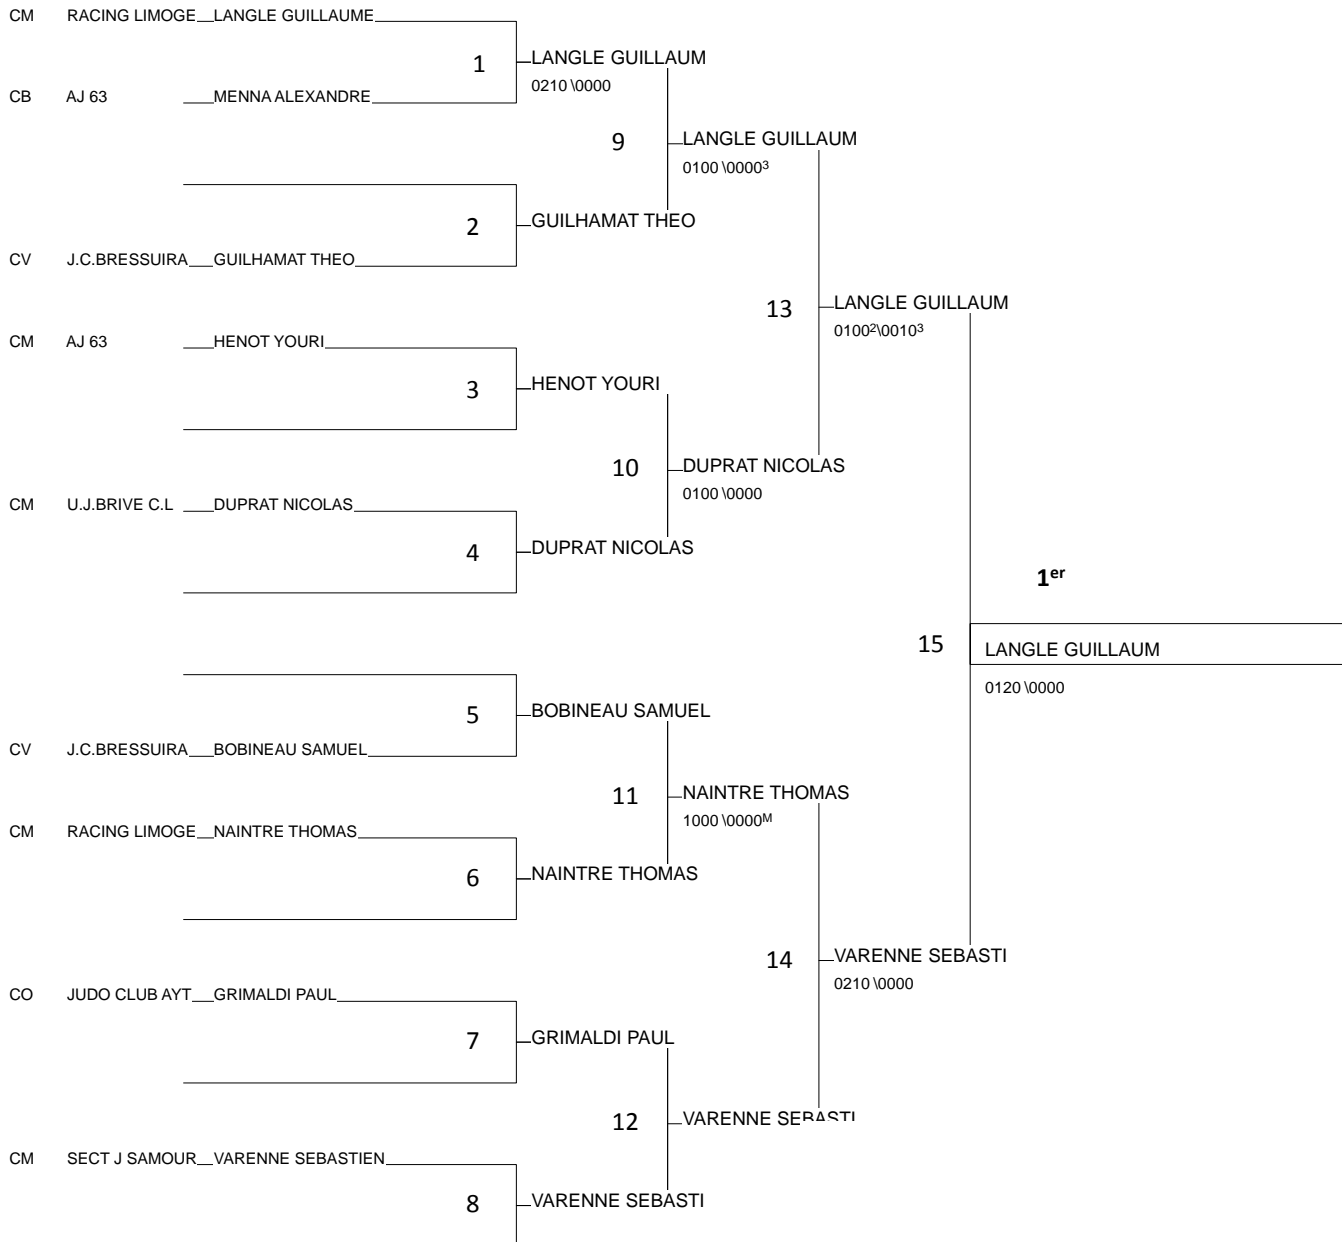 CM RACING LIMOGE LANGLE GUILLAUME
1 LANGLE GUILLAUM
0210 \0000
CB AJ 63 MENNA ALEXANDRE
9 LANGLE GUILLAUM
0100 \0000³
2 GUILHAMAT THEO
CV J.C.BRESSUIRA GUILHAMAT THEO
13 LANGLE GUILLAUM
0100²\0010³
CM AJ 63 HENOT YOURI
3 HENOT YOURI
10 DUPRAT NICOLAS
0100 \0000
CM U.J.BRIVE C.L DUPRAT NICOLAS
4 DUPRAT NICOLAS
1er
15 LANGLE GUILLAUM
0120 \0000
5 BOBINEAU SAMUEL
CV J.C.BRESSUIRA BOBINEAU SAMUEL
11 NAINTRE THOMAS
1000 \0000ᴹ
CM RACING LIMOGE NAINTRE THOMAS
6 NAINTRE THOMAS
14 VARENNE SEBASTI
0210 \0000
CO JUDO CLUB AYT GRIMALDI PAUL
7 GRIMALDI PAUL
12 VARENNE SEBASTI
CM SECT J SAMOUR VARENNE SEBASTIEN
8 VARENNE SEBASTI